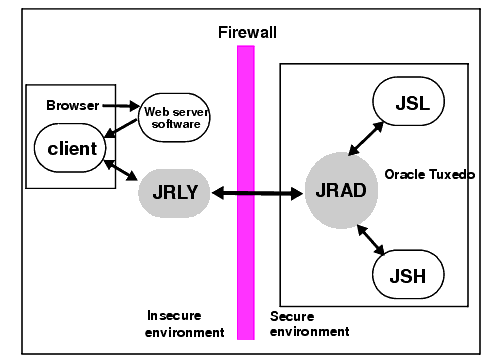 Firewall
Browser
client
Web server
software
JRLY
JSL
JRAD
Oracle Tuxedo
JSH
Insecure
environment
Secure
environment